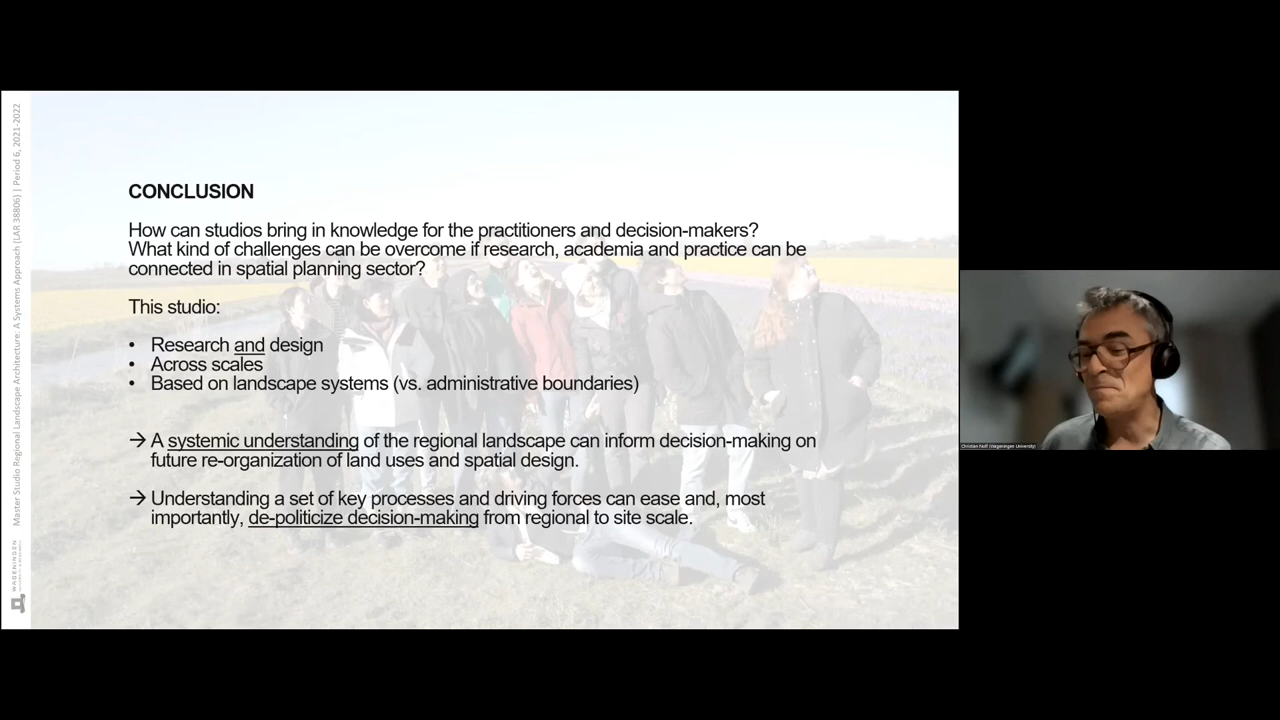 Master Studio Regional Landscape Architecture: A Systems Approach (LAR 38806) | Period 6, 2021-2022
WAGENINGEN
CONCLUSION
How can studios bring in knowledge for the practitioners and decision-makers?
What kind of challenges can be overcome if research, academia and practice can be
connected in spatial planning sector?
This studio:
• Research and design
• Across scales
• Based on landscape systems (vs. administrative boundaries)
→ A systemic understanding of the regional landscape can inform decision-making on
future re-organization of land uses and spatial design.
→ Understanding a set of key processes and driving forces can ease and, most
importantly, de-politicize decision-making from regional to site scale.
Christian Nolf (Wageningen University)